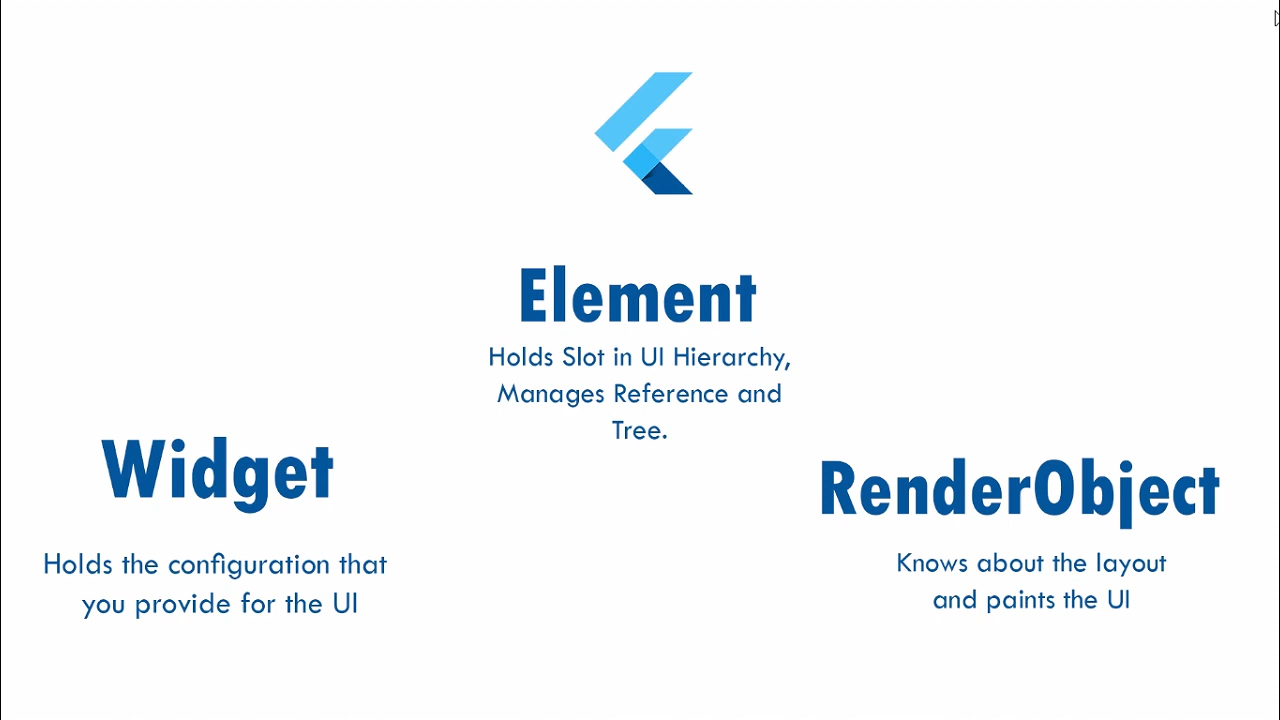 Element
Holds Slot in UI Hierarchy,
Manages Reference and
Tree.
Widget
Holds the configuration that
you provide for the UI
RenderObject
Knows about the layout
and paints the UI